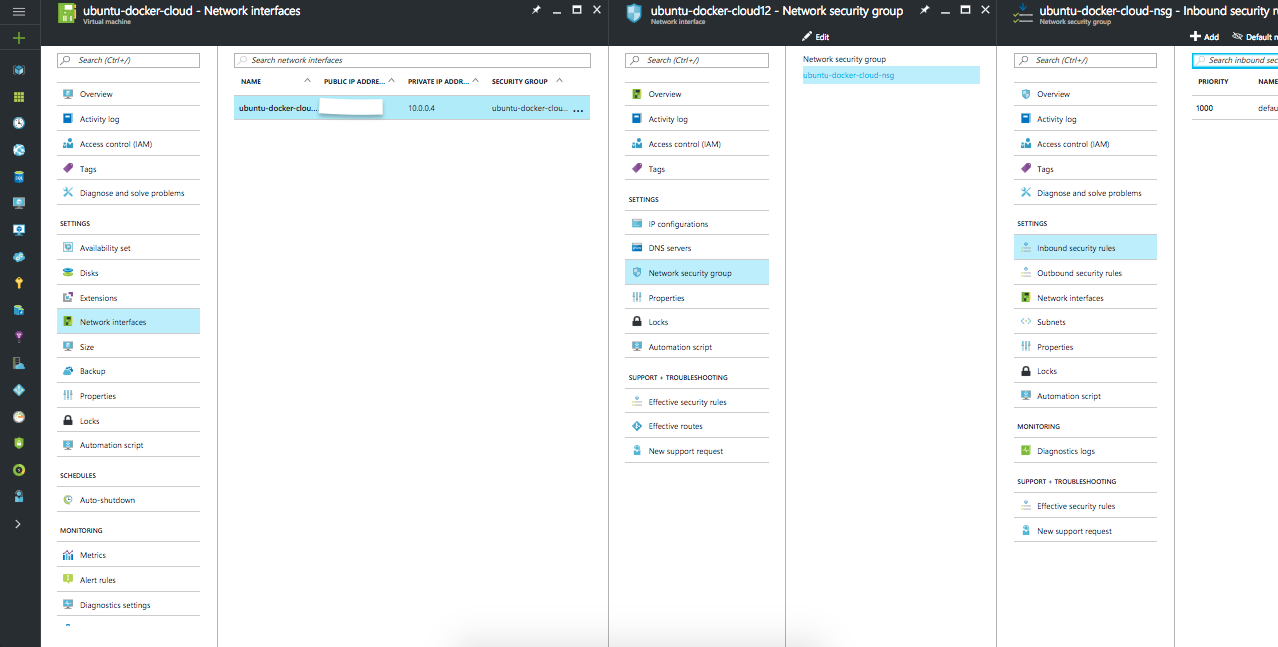 ubuntu-docker-cloud - Network interfaces
Virtual machine
Search (Ctrl+/)
Overview
Activity log
Access control (IAM)
Tags
Diagnose and solve problems
SETTINGS
Availability set
Disks
Extensions
Network interfaces
Size
Backup
Properties
Locks
Automation script
SCHEDULES
Auto-shutdown
MONITORING
Metrics
Alert rules
Diagnostics settings
Search network interfaces
NAME PUBLIC IP ADDRE... PRIVATE IP ADDR... SECURITY GROUP
ubuntu-docker-clou... 10.0.0.4 ubuntu-docker-clou... ...
ubuntu-docker-cloud12 - Network security group
Network interface
Edit
Search (Ctrl+/)
Overview
Activity log
Access control (IAM)
Tags
SETTINGS
IP configurations
DNS servers
Network security group
Properties
Locks
Automation script
SUPPORT + TROUBLESHOOTING
Effective security rules
Effective routes
New support request
Network security group
ubuntu-docker-cloud-nsg
ubuntu-docker-cloud-nsg - Inbound security r
Network security group
Add Default
Search (Ctrl+/)
Overview
Activity log
Access control (IAM)
Tags
Diagnose and solve problems
SETTINGS
Inbound security rules
Outbound security rules
Network interfaces
Subnets
Properties
Locks
Automation script
MONITORING
Diagnostics logs
SUPPORT + TROUBLESHOOTING
Effective security rules
New support request
Search inbound sec
PRIORITY NAME
1000 defau